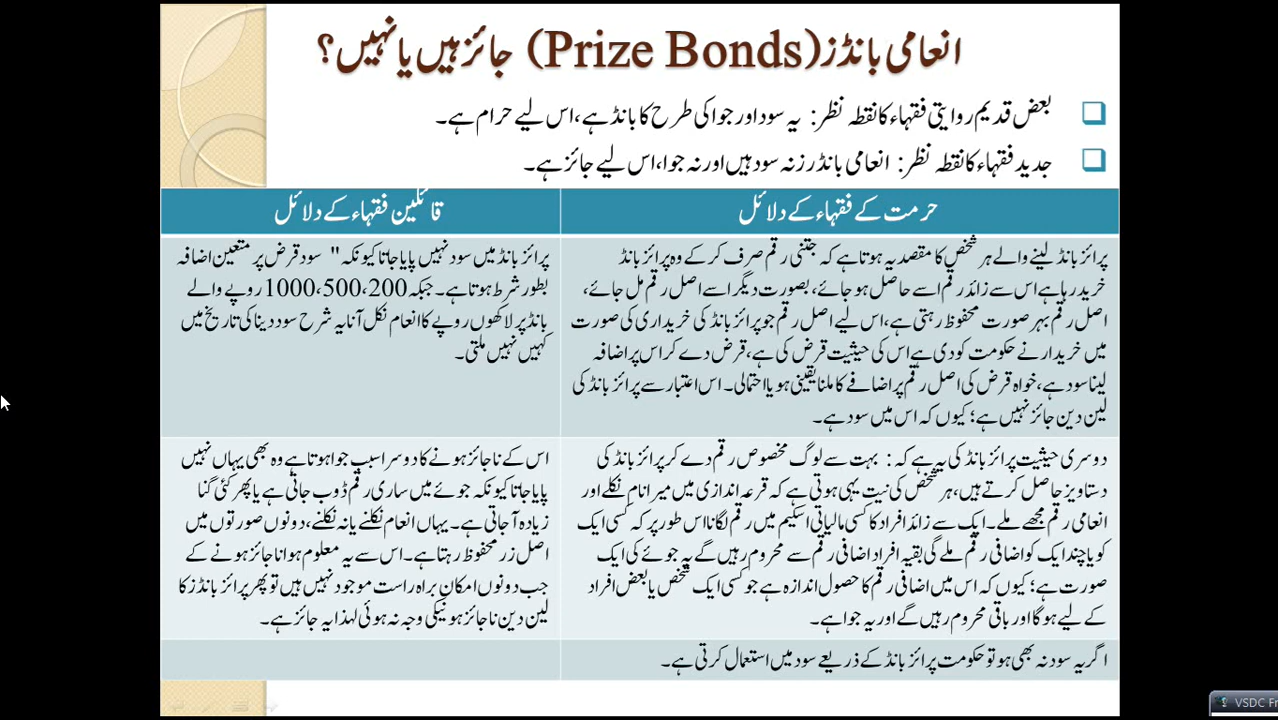 انعامی بانڈز(Prize Bonds) جائز ہیں یا نہیں؟
بعض قدیم روایتی فقہاء کا نقطہ نظر: یہ سود اور جوا کی طرح کا بانڈ ہے، اس لیے حرام ہے۔
جدید فقہاء کا نقطہ نظر: انعامی بانڈرز نہ سود ہیں اور نہ جوا، اس لیے جائز ہے۔
حرمت کے فقہاء کے دلائل
قائلین فقہاء کے دلائل
پرائز بانڈ لینے والے ہر شخص کا مقصد یہ ہوتا ہے کہ جتنی رقم صرف کر کے وہ پرائز بانڈ
خرید رہا ہے اس سے زائد رقم اسے حاصل ہو جائے، بصورت دیگر اسے اصل رقم مل جائے،
اصل رقم بہر صورت محفوظ رہتی ہے، اس لیے اصل رقم جو پرائز بانڈ کی خریداری کی صورت
میں خریدار نے حکومت کو دی ہے اس کی حیثیت قرض کی ہے، قرض دے کر اس پر اضافہ
لینا سود ہے، خواہ قرض کی اصل رقم پر اضافے کا ملنا یقینی ہو یا احتمالی۔ اس اعتبار سے پرائز بانڈ کی
لین دین جائز نہیں ہے؛ کیوں کہ اس میں سود ہے۔
پرائز بانڈ میں سود نہیں پایا جاتا کیونکہ " سود قرض پر متعین اضافہ
بطور شرط ہوتا ہے۔ جبکہ 200، 500، 1000 روپے والے
بانڈ پر لاکھوں روپے کا انعام نکل آنا یہ شرح سود دینا کی تاریخ میں
کہیں نہیں ملتی۔
دوسری حیثیت پرائز بانڈ کی یہ ہے کہ: بہت سے لوگ مخصوص رقم دے کر پرائز بانڈ کی
دستاویز حاصل کرتے ہیں، ہر شخص کی نیت یہی ہوتی ہے کہ قرعہ اندازی میں میرا نام نکلے اور
انعامی رقم مجھے ملے۔ ایک سے زائد افراد کا کسی مالیاتی اسکیم میں رقم لگانا اس طور پر کہ کسی ایک
کو یا چند ایک کو اضافی رقم ملے گی بقیہ افراد اضافی رقم سے محروم رہیں گے یہ جوئے کی ایک
صورت ہے؛ کیوں کہ اس میں اضافی رقم کا حصول اندازہ ہے جو کسی ایک شخص یا بعض افراد
کے لیے ہو گا اور باقی محروم رہیں گے اور یہ جوا ہے۔
اس کے ناجائز ہونے کا دوسرا سبب جوا ہوتا ہے وہ بھی یہاں نہیں
پایا جاتا کیونکہ جوئے میں ساری رقم ڈوب جاتی ہے یا پھر کئی گنا
زیادہ آ جاتی ہے۔ یہاں انعام نکلنے یا نہ نکلنے، دونوں صورتوں میں
اصل زر محفوظ رہتا ہے۔ اس سے یہ معلوم ہوا ناجائز ہونے کے
جب دونوں امکان براہ راست موجود نہیں ہیں تو پھر پرائز بانڈز کا
لین دین ناجائز ہونیکی وجہ نہ ہوئی لہذا یہ جائز ہے۔
اگر یہ سود نہ بھی ہو تو حکومت پرائز بانڈ کے ذریعے سود میں استعمال کرتی ہے۔